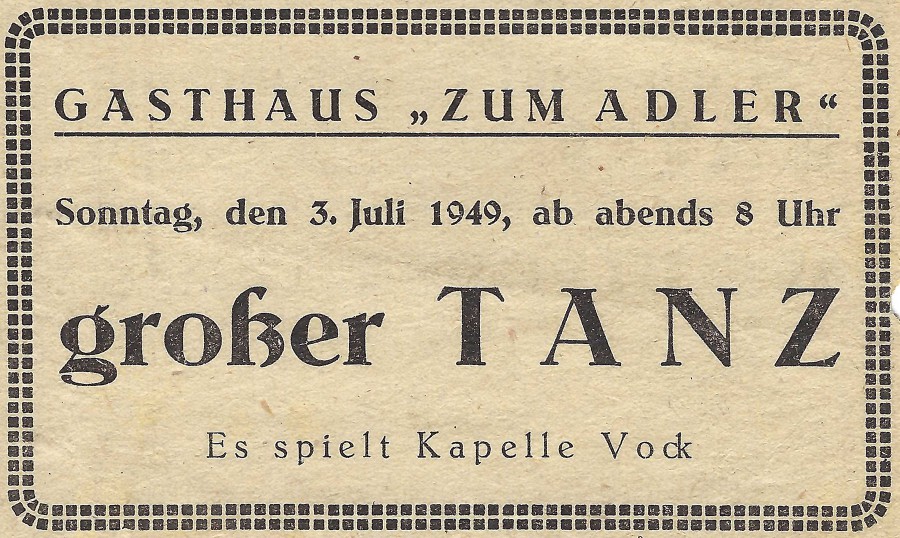 GASTHAUS „ZUM ADLER“
Sonntag, den 3. Juli 1949, ab abends 8 Uhr
großer TANZ
Es spielt Kapelle Vock